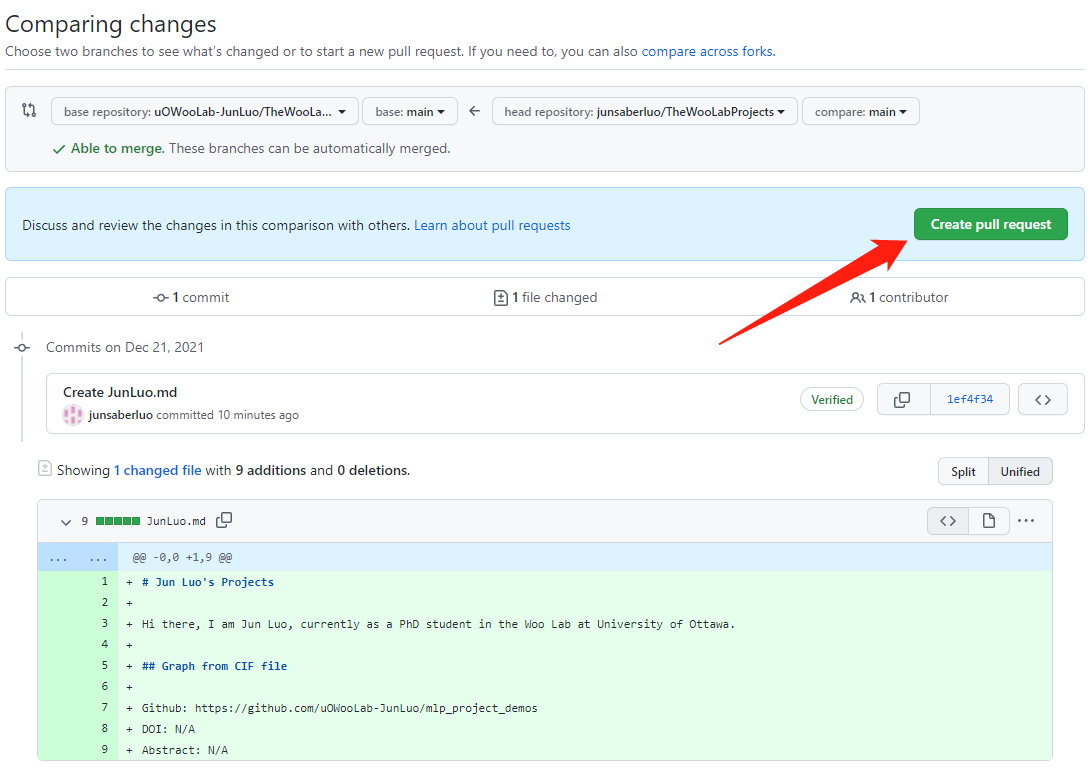 Comparing changes
Choose two branches to see what's changed or to start a new pull request. If you need to, you can also compare across forks.
base repository: uOWooLab-JunLuo/TheWooLa... base: main head repository: junsaberluo/TheWooLabProjects compare: main
Able to merge. These branches can be automatically merged.
Discuss and review the changes in this comparison with others. Learn about pull requests Create pull request
1 commit 1 file changed 1 contributor
Commits on Dec 21, 2021
Create JunLuo.md
junsaberluo committed 10 minutes ago Verified 1ef4f34
Showing 1 changed file with 9 additions and 0 deletions. Split Unified
9 JunLuo.md
... ... @@ -0,0 +1,9 @@
1 + # Jun Luo's Projects
2 +
3 + Hi there, I am Jun Luo, currently as a PhD student in the Woo Lab at University of Ottawa.
4 +
5 + ## Graph from CIF file
6 +
7 + Github: https://github.com/uOWooLab-JunLuo/mlp_project_demos
8 + DOI: N/A
9 + Abstract: N/A